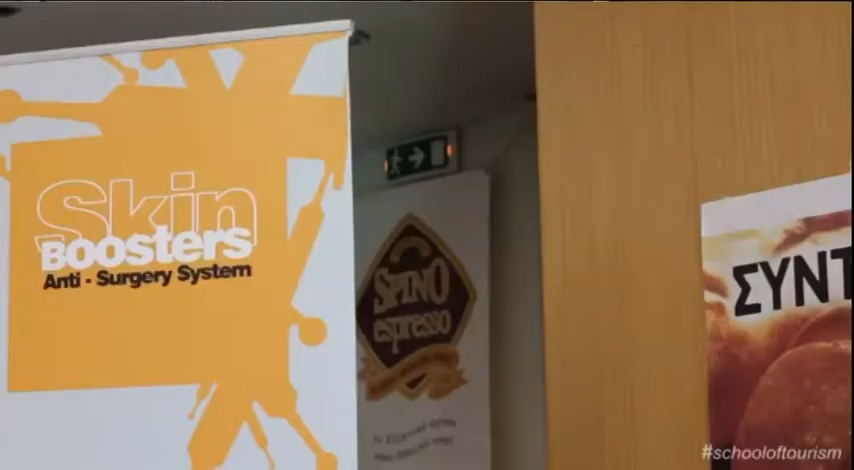 Skin
BOOSTERS
Anti - Surgery System
SPINO
espresso
ΣΥΝΤ
#schooloftourism